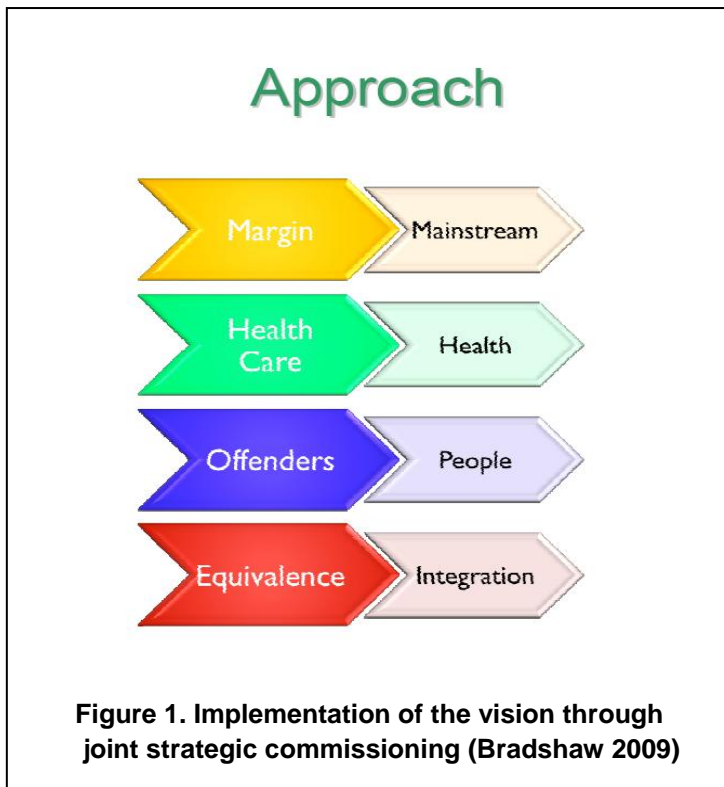 Approach
Margin
Mainstream
Health
Care
Health
Offenders
People
Equivalence
Integration
Figure 1. Implementation of the vision through
joint strategic commissioning (Bradshaw 2009)